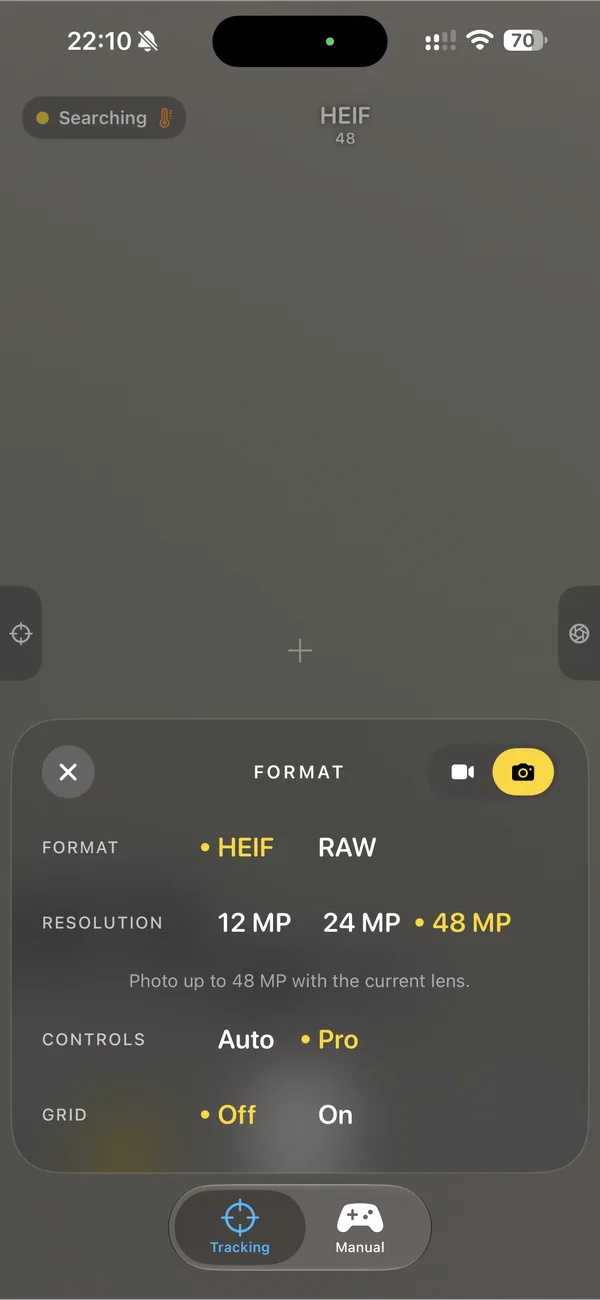 22:10
70
Searching
HEIF
48
FORMAT
FORMAT HEIF RAW
RESOLUTION 12 MP 24 MP 48 MP
Photo up to 48 MP with the current lens.
CONTROLS Auto Pro
GRID Off On
Tracking Manual